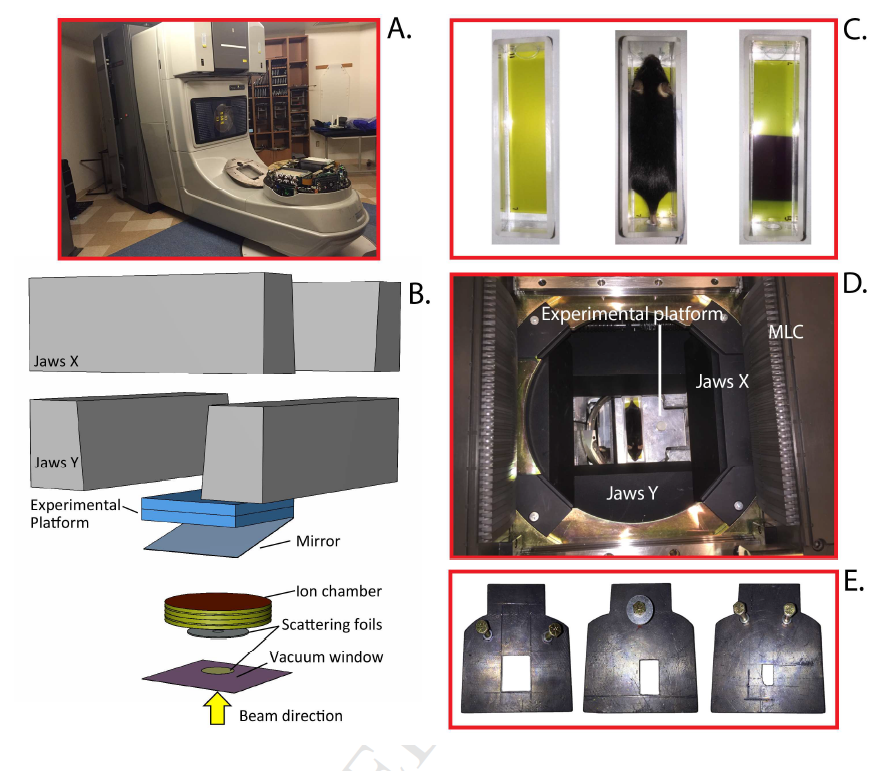 A.
C.
B.
Jaws X
Jaws Y
Experimental
Platform
Mirror
Ion chamber
Scattering foils
Vacuum window
Beam direction
D.
Experimental platform
MLC
Jaws X
Jaws Y
E.